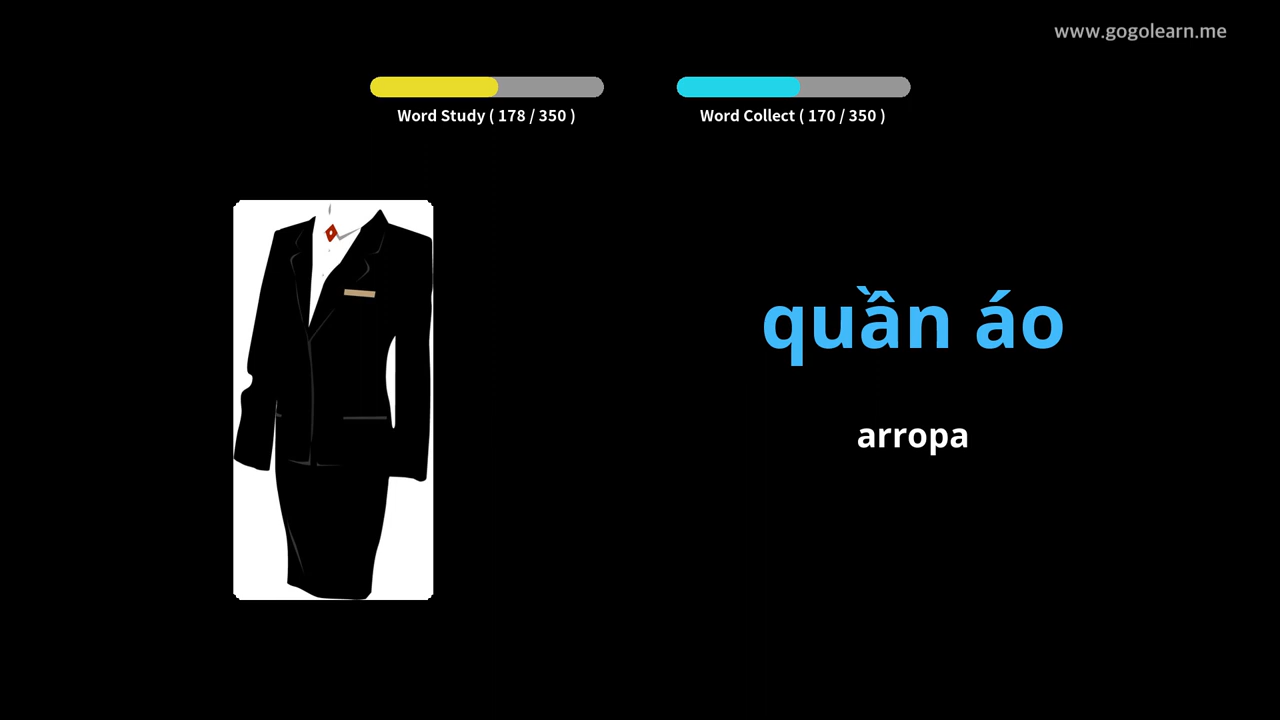 www.gogolearn.me
Word Study ( 178 / 350 )
Word Collect ( 170 / 350 )
quần áo
arropa